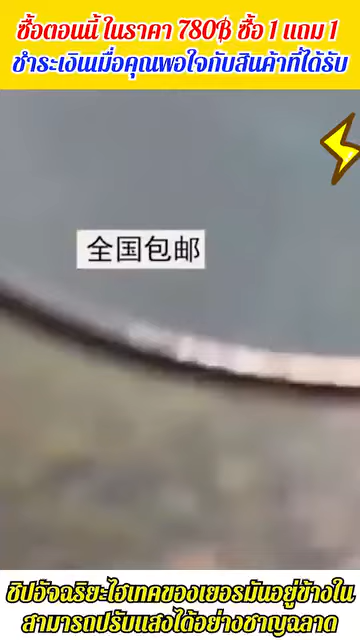 ซื้อตอนนี้ ในราคา 780฿ ซื้อ 1 แถม 1
ชำระเงินเมื่อคุณพอใจกับสินค้าที่ได้รับ
全国包邮
ชิปอัจฉริยะไฮเทคของเยอรมันอยู่ข้างใน
สามารถปรับแสงได้อย่างชาญฉลาด